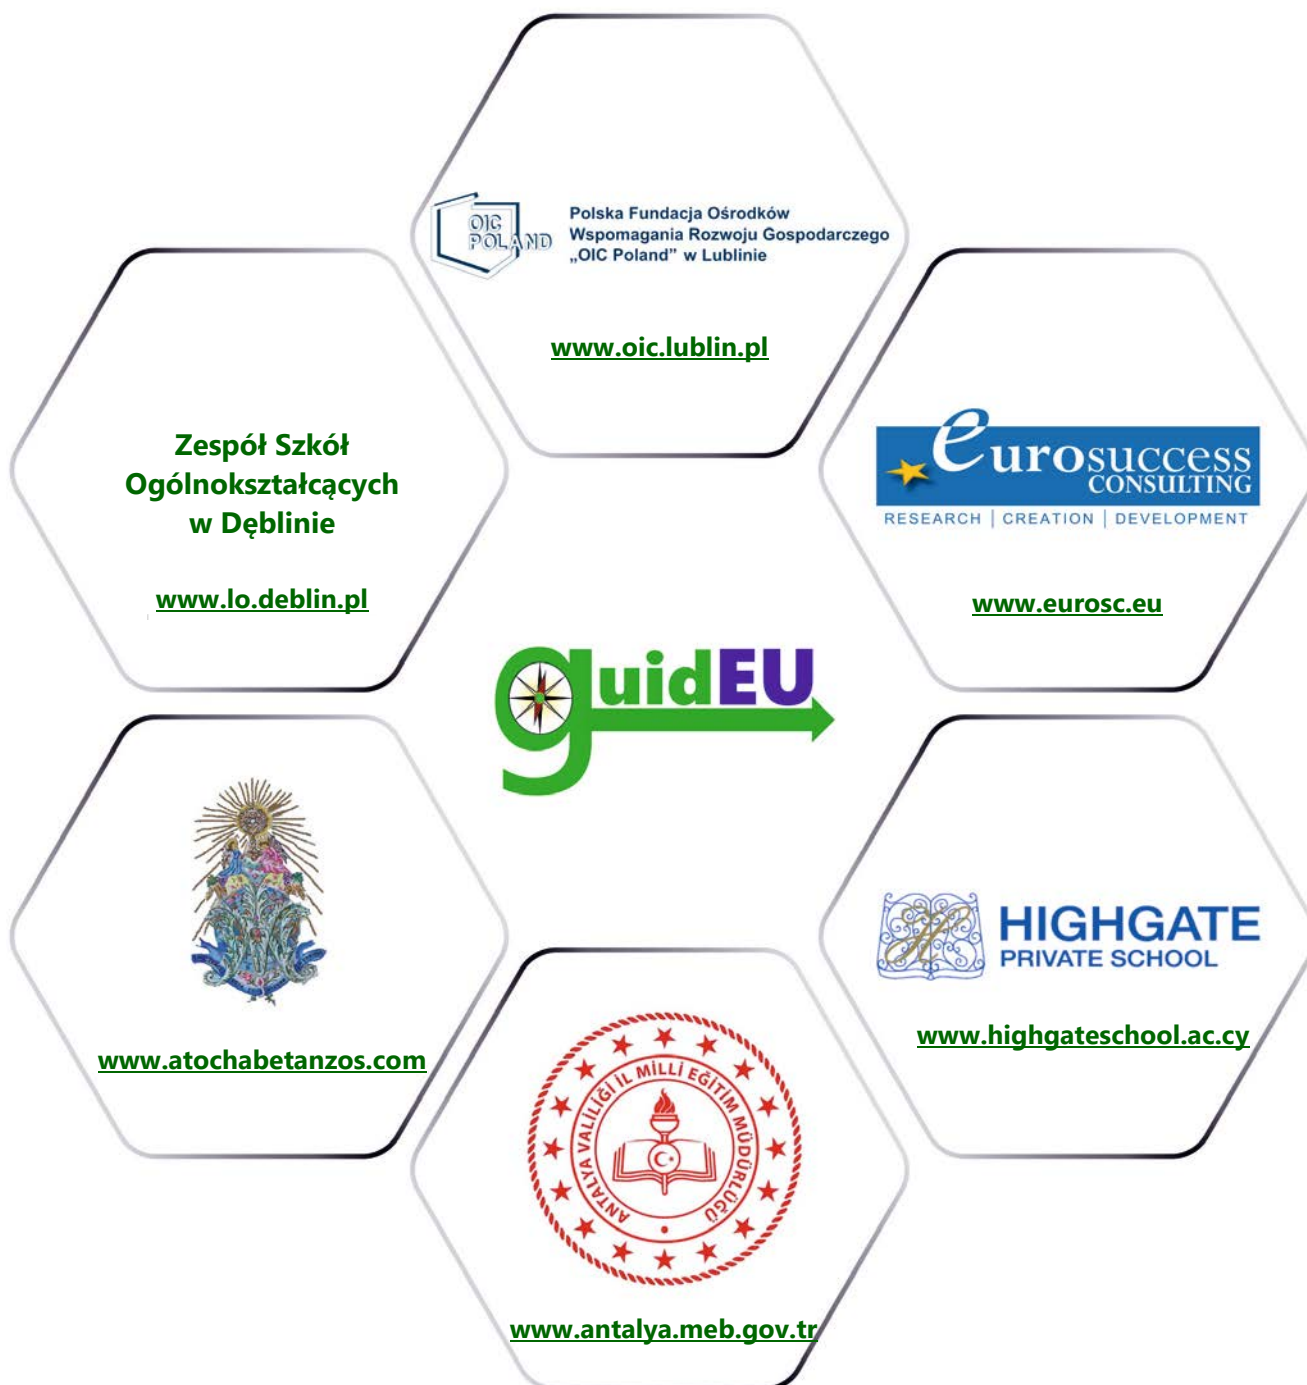 OIC
POLAND
Polska Fundacja Ośrodków
Wspomagania Rozwoju Gospodarczego
„OIC Poland” w Lublinie
www.oic.lublin.pl
Zespół Szkół
Ogólnokształcących
w Dęblinie
www.lo.deblin.pl
eurosuccess
CONSULTING
RESEARCH | CREATION | DEVELOPMENT
www.eurosc.eu
guidEU
www.atochabetanzos.com
H
HIGHGATE
PRIVATE SCHOOL
www.highgateschool.ac.cy
ANTALYA VALİLİĞİ İL MİLLİ EĞİTİM MÜDÜRLÜĞÜ
www.antalya.meb.gov.tr